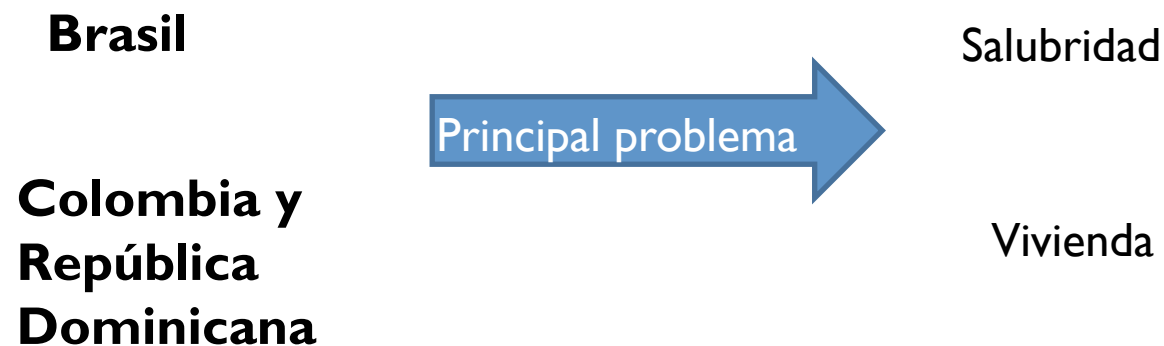 Brasil
Salubridad
Principal problema
Colombia y
República
Dominicana
Vivienda